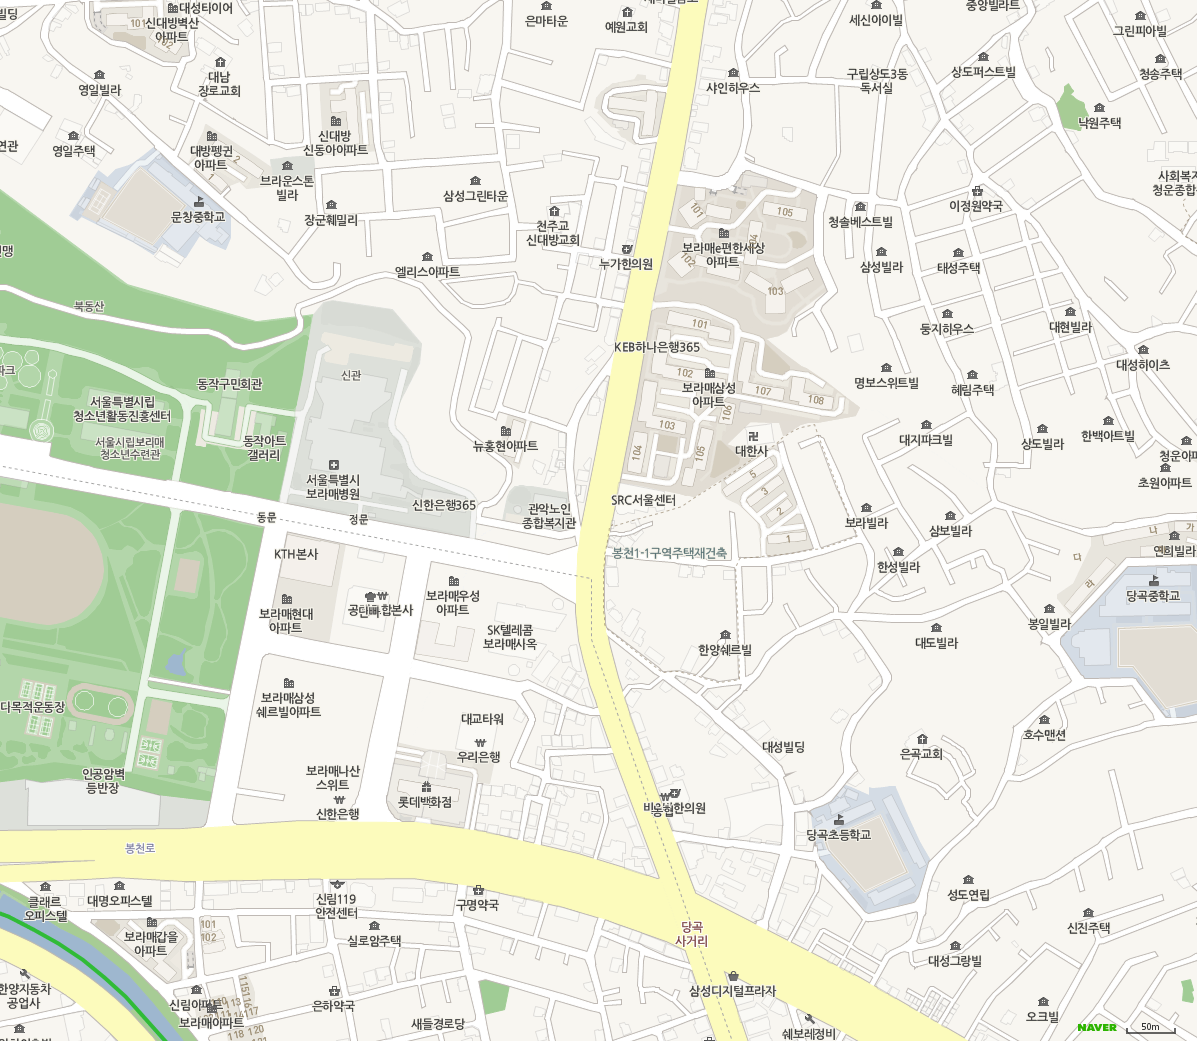 빌딩
대성티이어
신대방벽산
아파트
101
102
은마티운
예원교회
세신이이빌
중앙빌라트
그린피아빌
대남
장로교회
영일빌라
샤인하우스
구립상도3동
독서실
상도퍼스트빌
청송주택
신대방
신동아아파트
낙원주택
연관
영일주택
대방펭귄
아파트
2
브리운스톤
빌라
삼성그린티운
사회복지
청운종합
이정원약국
문창중학교
장군훼밀리
천주교
신대방교회
101
105
104
청솔베스트빌
맹
누가한의원
보라매e편한세상
아파트
102
103
엘리스아파트
삼성빌라
태성주택
북동산
101
둥지하우스
대현빌라
KEB하나은행365
대성히이츠
파크
신관
동작구민회관
102
보라매삼성
아파트
107
108
106
명보스위트빌
혜림주택
서울특별시립
청소년활동진흥센터
103
104
105
서울시립보리매
청소년수련관
동작아트
갤러리
뉴홍현아파트
대한사
대지파크빌
상도빌라
한백아트빌
청운아파
초원아파트
서울특별시
보라매병원
신한은행365
관악노인
종합복지관
SRC서울센터
5
3
2
1
동문
정문
보라빌라
삼보빌라
나
가
연희빌라
KTH본사
봉천1-1구역주택재건축
한성빌라
다
라
당곡중학교
보라매현대
아파트
보라매우성
아파트
봉일빌라
SK텔레콤
보라매시옥
한양쉐르빌
대도빌라
다목적운동장
보라매삼성
쉐르빌아파트
대교타워
우리은행
대성빌딩
은곡교회
호수맨션
인공암벽
등반장
보라매나산
스위트
신한은행
롯데백화점
농협
당곡초등학교
봉천로
클래르
오피스텔
대명오피스텔
신림119
안전센터
구명약국
성도연립
101
102
보라매갑을
아파트
실로암주택
당곡
사거리
신진주택
대성그랑빌
한양지동차
공업사
신림아파트
보라매아파트
115
116
117
118
120
은하약국
새들경로당
삼성디지털프라자
쉐보레정비
오크빌
NAVER
50m